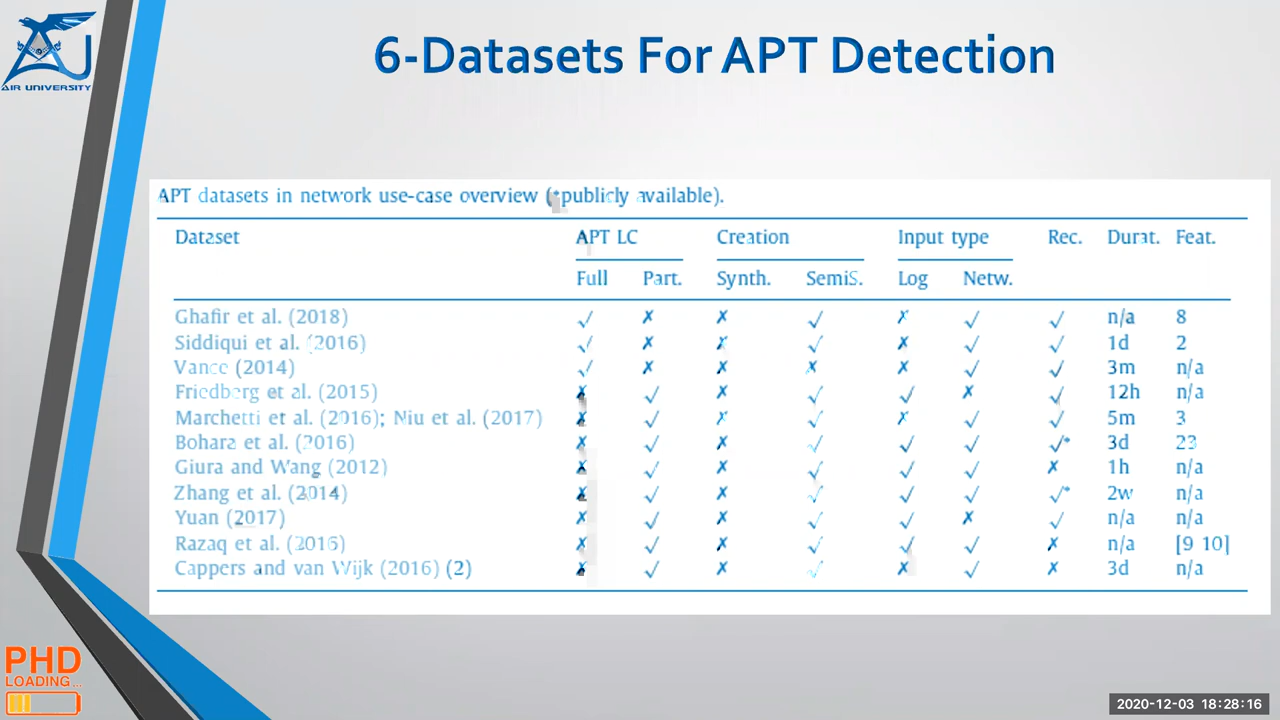 AIR UNIVERSITY
6-Datasets For APT Detection
APT datasets in network use-case overview (*publicly available).
Dataset APT LC Creation Input type Rec. Durat. Feat.
Full Part. Synth. SemiS. Log Netw.
Ghafir et al. (2018) ✓ ✗ ✗ ✓ ✗ ✓ ✓ n/a 8
Siddiqui et al. (2016) ✓ ✗ ✗ ✓ ✗ ✓ ✓ 1d 2
Vance (2014) ✓ ✗ ✗ ✗ ✗ ✓ ✓ 3m n/a
Friedberg et al. (2015) ✗ ✓ ✗ ✓ ✓ ✗ ✓ 12h n/a
Marchetti et al. (2016); Niu et al. (2017) ✗ ✓ ✗ ✓ ✗ ✓ ✓ 5m 3
Bohara et al. (2016) ✗ ✓ ✗ ✓ ✓ ✓ ✓* 3d 23
Giura and Wang (2012) ✗ ✓ ✗ ✓ ✓ ✓ ✗ 1h n/a
Zhang et al. (2014) ✗ ✓ ✗ ✓ ✓ ✓ ✓* 2w n/a
Yuan (2017) ✗ ✓ ✗ ✓ ✓ ✗ ✓ n/a n/a
Razaq et al. (2016) ✗ ✓ ✗ ✓ ✓ ✓ ✗ n/a [9 10]
Cappers and van Wijk (2016) (2) ✗ ✓ ✗ ✓ ✗ ✓ ✗ 3d n/a
PHD
LOADING...
2020-12-03 18:28:16